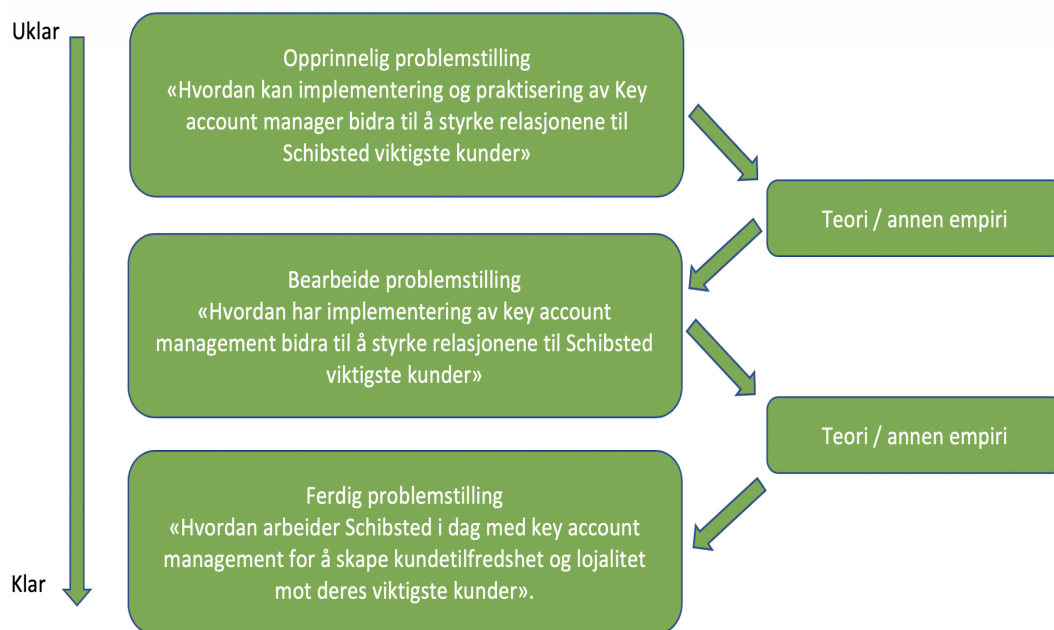 Uklar
Opprinnelig problemstilling
«Hvordan kan implementering og praktisering av Key
account manager bidra til å styrke relasjonene til
Schibsted viktigste kunder»
Teori / annen empiri
Bearbeide problemstilling
«Hvordan har implementering av key account
management bidra til å styrke relasjonene til Schibsted
viktigste kunder»
Teori / annen empiri
Ferdig problemstilling
«Hvordan arbeider Schibsted i dag med key account
management for å skape kundetilfredshet og lojalitet
mot deres viktigste kunder».
Klar